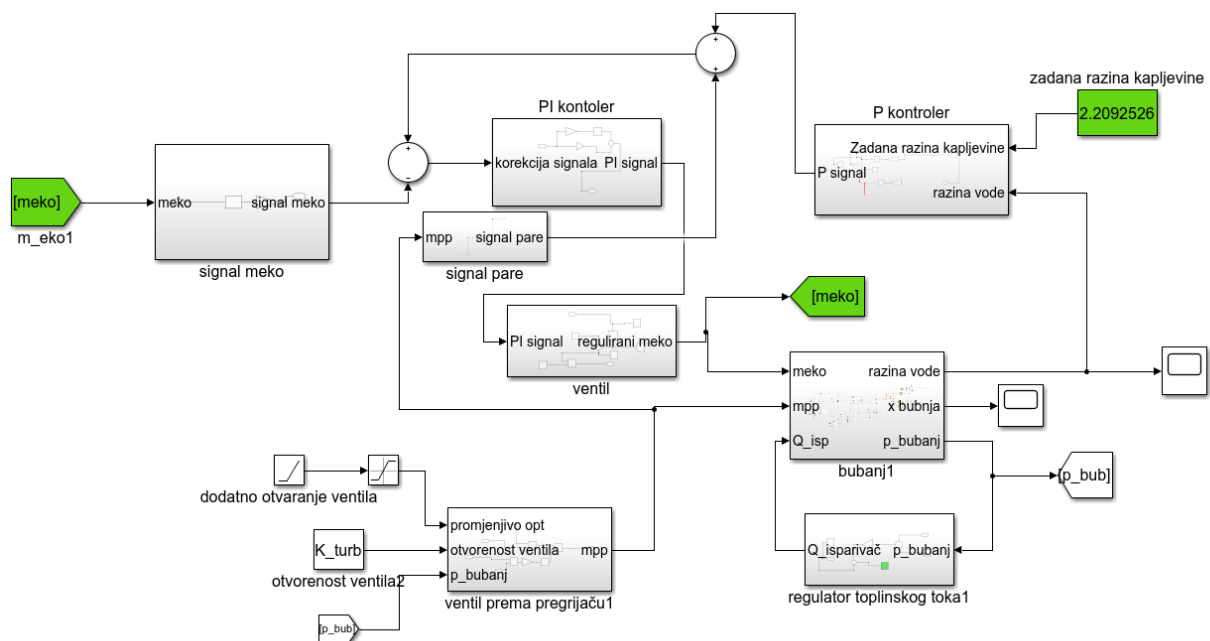 zadana razina kapljevine
2.2092526
P kontroler
Zadana razina kapljevine
P signal
razina vode
PI kontoler
korekcija signala
PI signal
[meko]
m_eko1
meko
signal meko
signal meko
mpp
signal pare
signal pare
[meko]
PI signal
regulirani meko
ventil
meko
razina vode
mpp
x bubnja
Q_isp
p_bubanj
bubanj1
[p_bub]
dodatno otvaranje ventila
promjenjivo opt
K_turb
otvorenost ventila
mpp
otvorenost ventila2
p_bubanj
ventil prema pregrijaču1
[p_bub]
Q_isparivač
p_bubanj
regulator toplinskog toka1